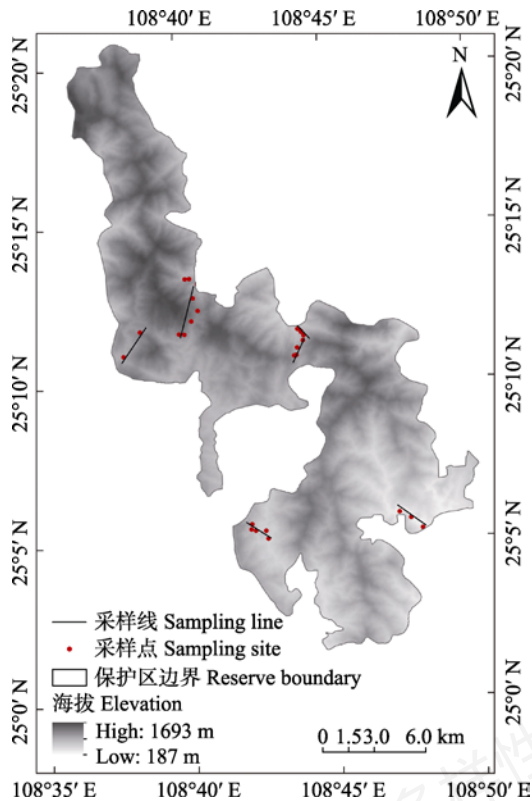 108°40′ E 108°45′ E 108°50′ E
N
25°20′ N 25°20′ N
25°15′ N 25°15′ N
25°10′ N 25°10′ N
25°5′ N 25°5′ N
采样线 Sampling line
采样点 Sampling site
保护区边界 Reserve boundary
海拔 Elevation
High: 1693 m
Low: 187 m
0 1.53.0 6.0 km
25°0′ N 25°0′ N
108°35′ E 108°40′ E 108°45′ E 108°50′ E